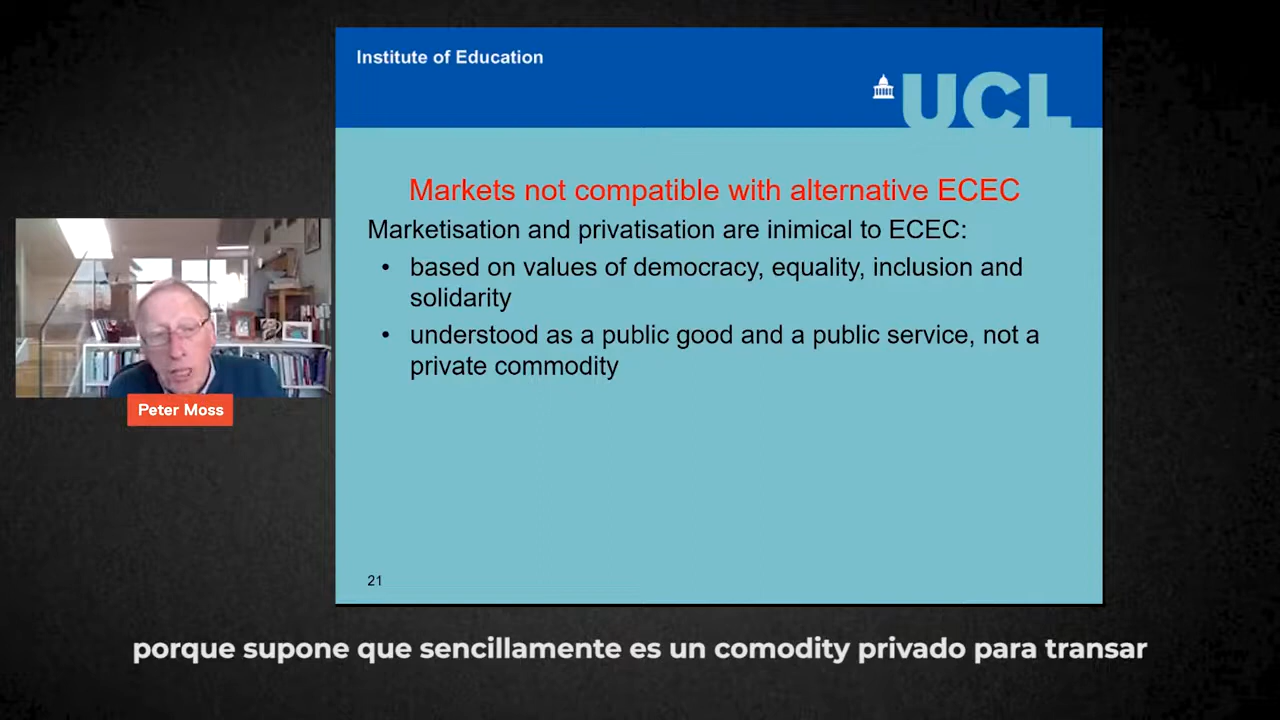 Institute of Education
UCL
Markets not compatible with alternative ECEC
Marketisation and privatisation are inimical to ECEC:
• based on values of democracy, equality, inclusion and
solidarity
• understood as a public good and a public service, not a
private commodity
Peter Moss
21
porque supone que sencillamente es un comodity privado para transar